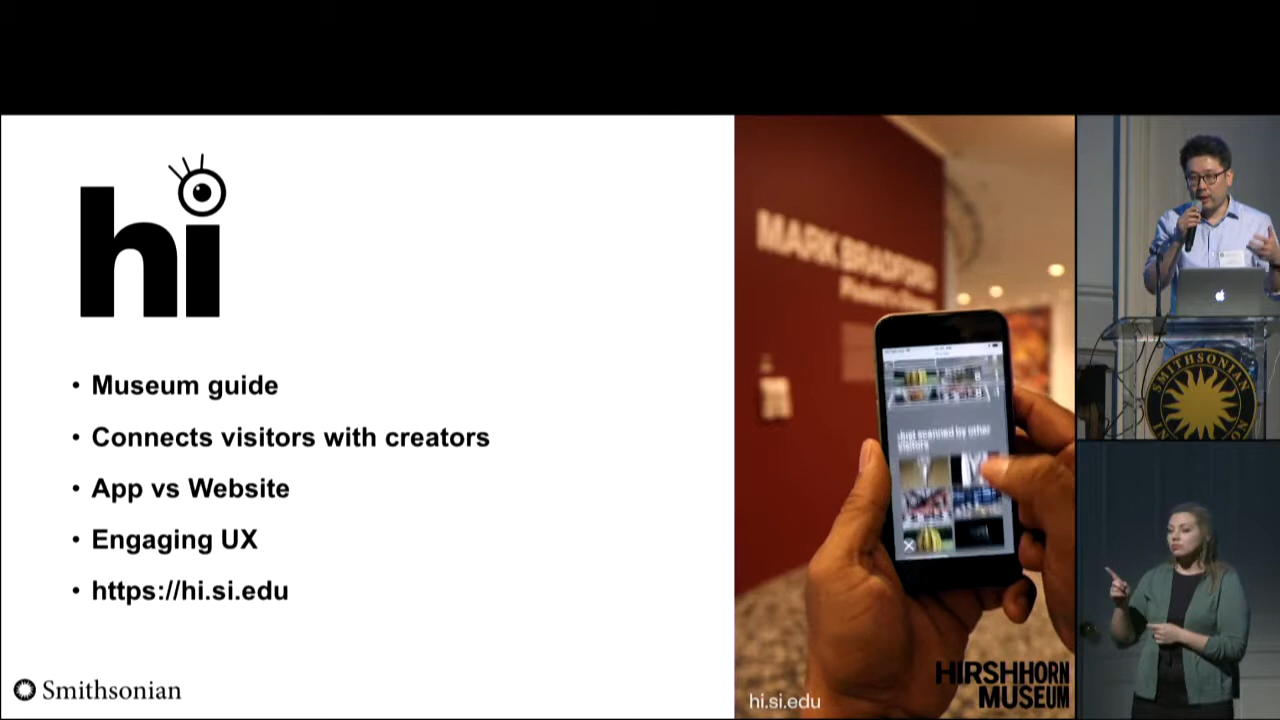 hi
• Museum guide
• Connects visitors with creators
• App vs Website
• Engaging UX
• https://hi.si.edu
Smithsonian
MARK BRADFORD
Just scanned by other
visitors
hi.si.edu
HIRSHHORN
MUSEUM
SMITHSONIAN